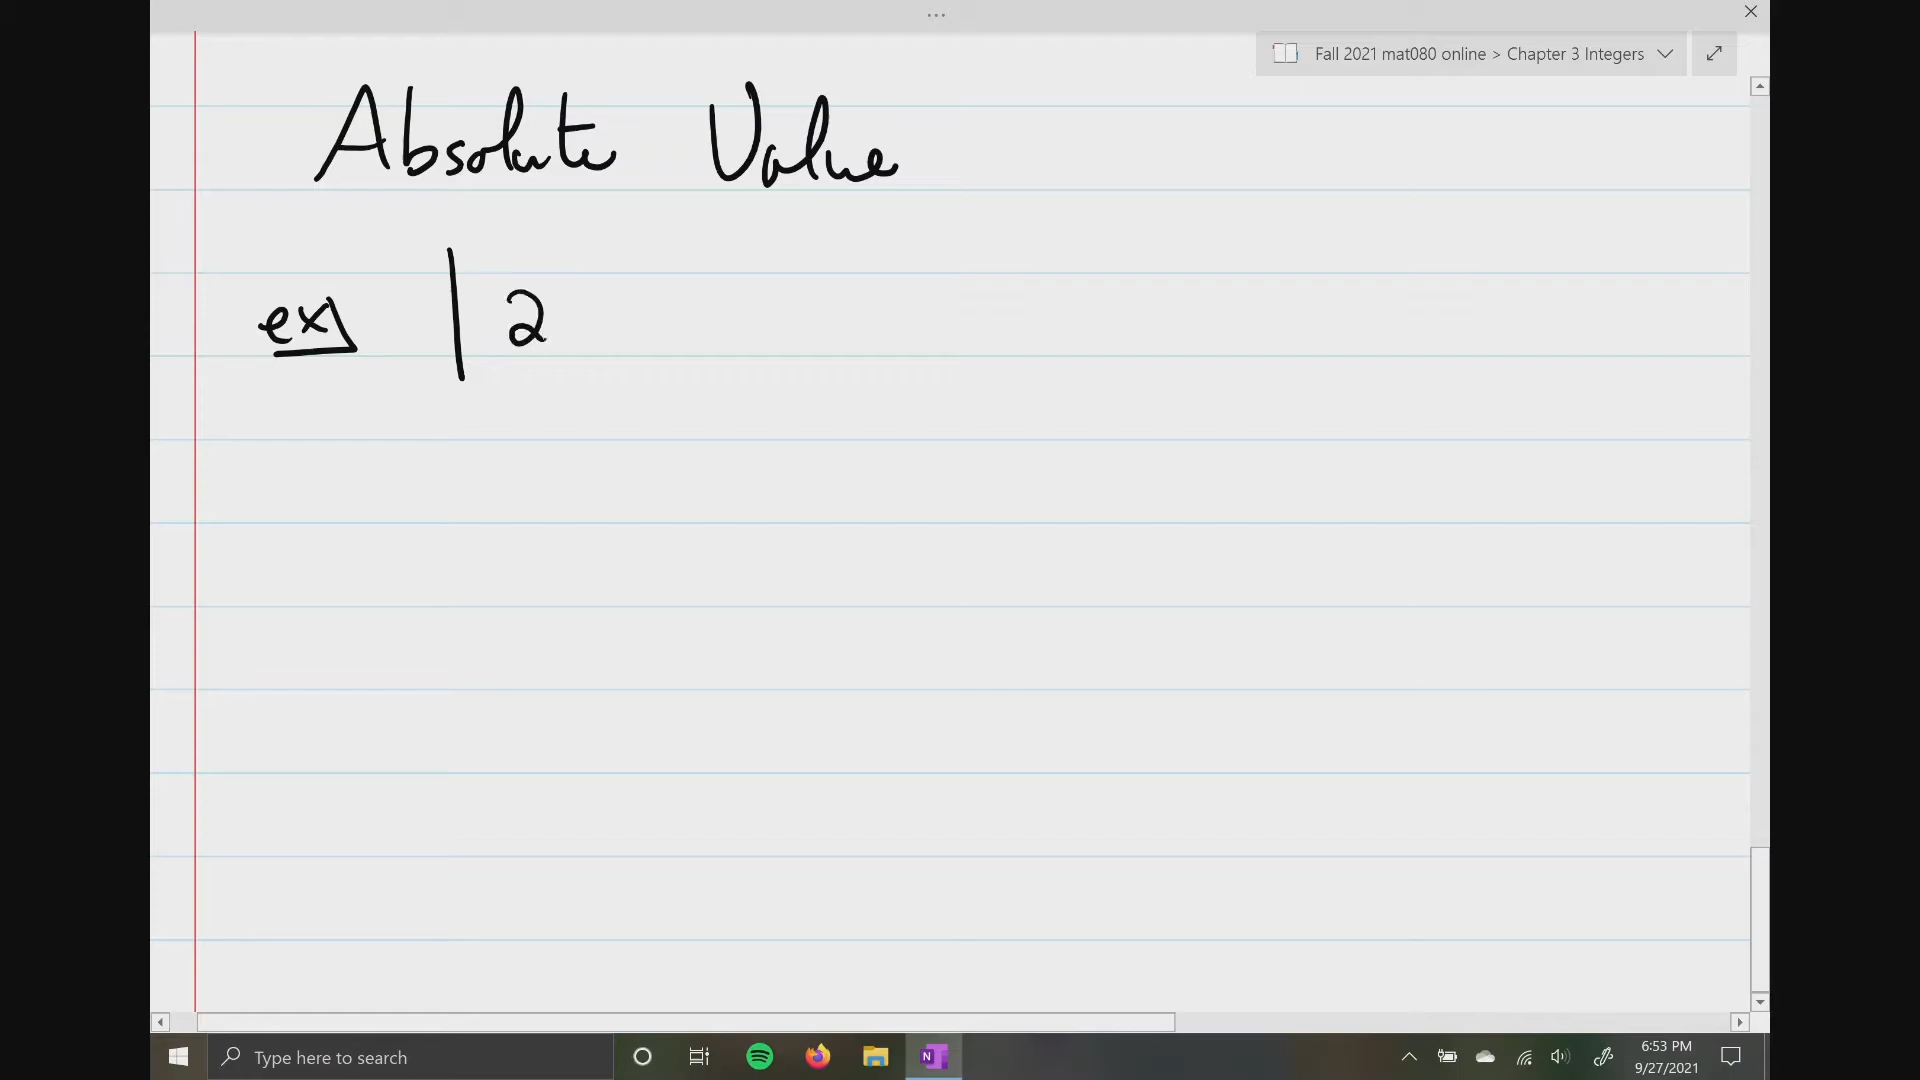 Fall 2021 mat080 online > Chapter 3 Integers
Absolute Value
ex | 2
Type here to search
6:53 PM
9/27/2021